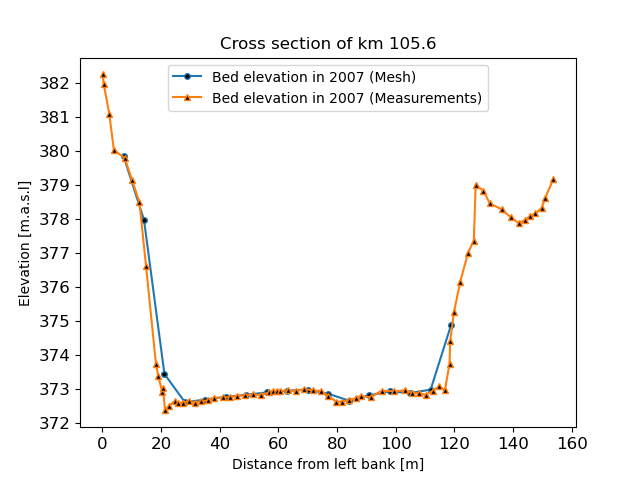 Cross section of km 105.6
Bed elevation in 2007 (Mesh)
Bed elevation in 2007 (Measurements)
Elevation [m.a.s.l]
382
381
380
379
378
377
376
375
374
373
372
0 20 40 60 80 100 120 140 160
Distance from left bank [m]